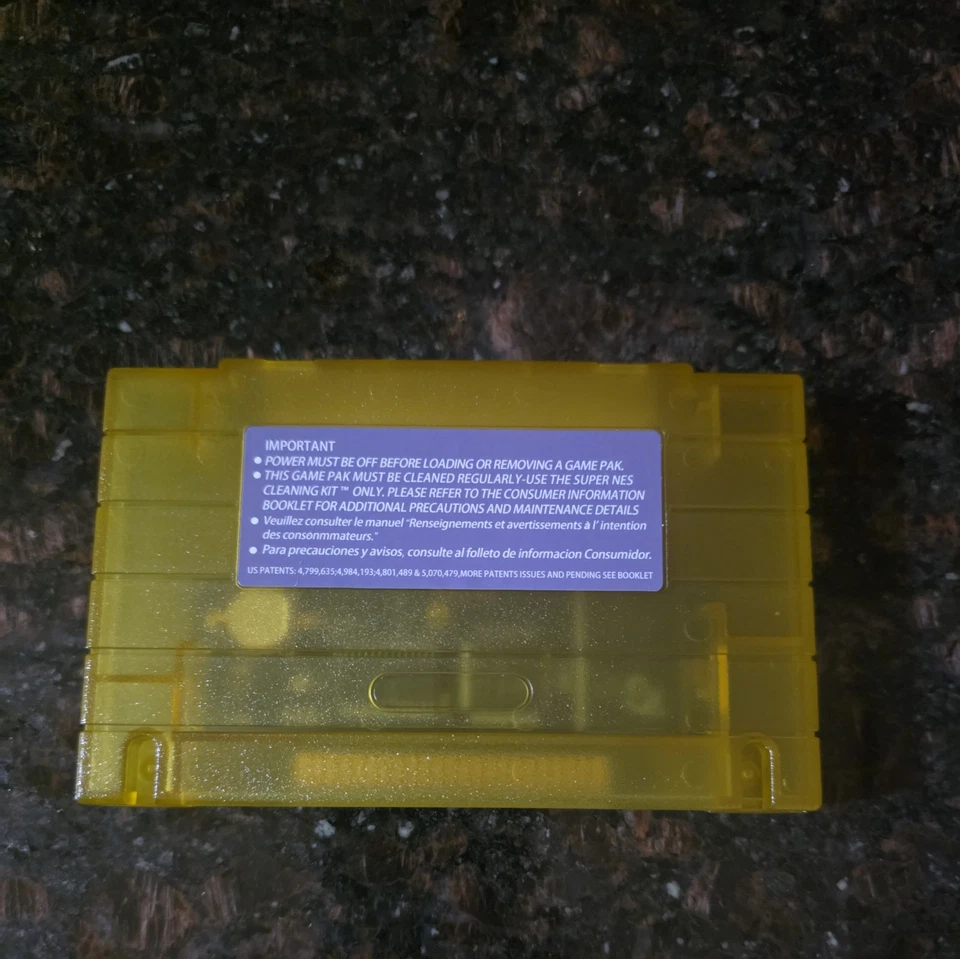 IMPORTANT
● POWER MUST BE OFF BEFORE LOADING OR REMOVING A GAME PAK.
● THIS GAME PAK MUST BE CLEANED REGULARLY-USE THE SUPER NES
CLEANING KIT ™ ONLY. PLEASE REFER TO THE CONSUMER INFORMATION
BOOKLET FOR ADDITIONAL PRECAUTIONS AND MAINTENANCE DETAILS
● Veuillez consulter le manuel "Renseignements et avertissements à l' intention
des consonmmateurs."
● Para precauciones y avisos, consulte al folleto de informacion Consumidor.
US PATENTS: 4,799,635;4,984,193;4,801,489 & 5,070,479,MORE PATENTS ISSUES AND PENDING SEE BOOKLET